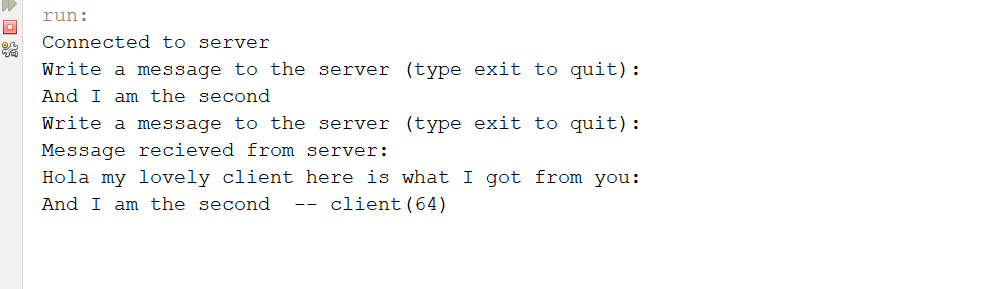 run:
Connected to server
Write a message to the server (type exit to quit):
And I am the second
Write a message to the server (type exit to quit):
Message recieved from server:
Hola my lovely client here is what I got from you:
And I am the second  -- client(64)